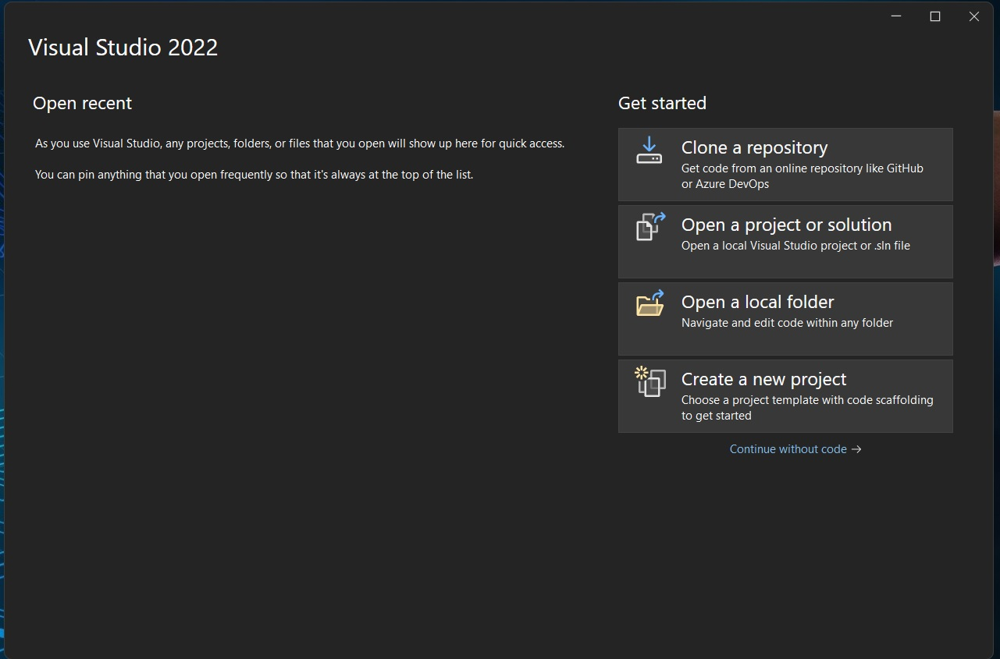 Visual Studio 2022
Open recent
As you use Visual Studio, any projects, folders, or files that you open will show up here for quick access.
You can pin anything that you open frequently so that it's always at the top of the list.
Get started
Clone a repository
Get code from an online repository like GitHub
or Azure DevOps
Open a project or solution
Open a local Visual Studio project or .sln file
Open a local folder
Navigate and edit code within any folder
Create a new project
Choose a project template with code scaffolding
to get started
Continue without code →